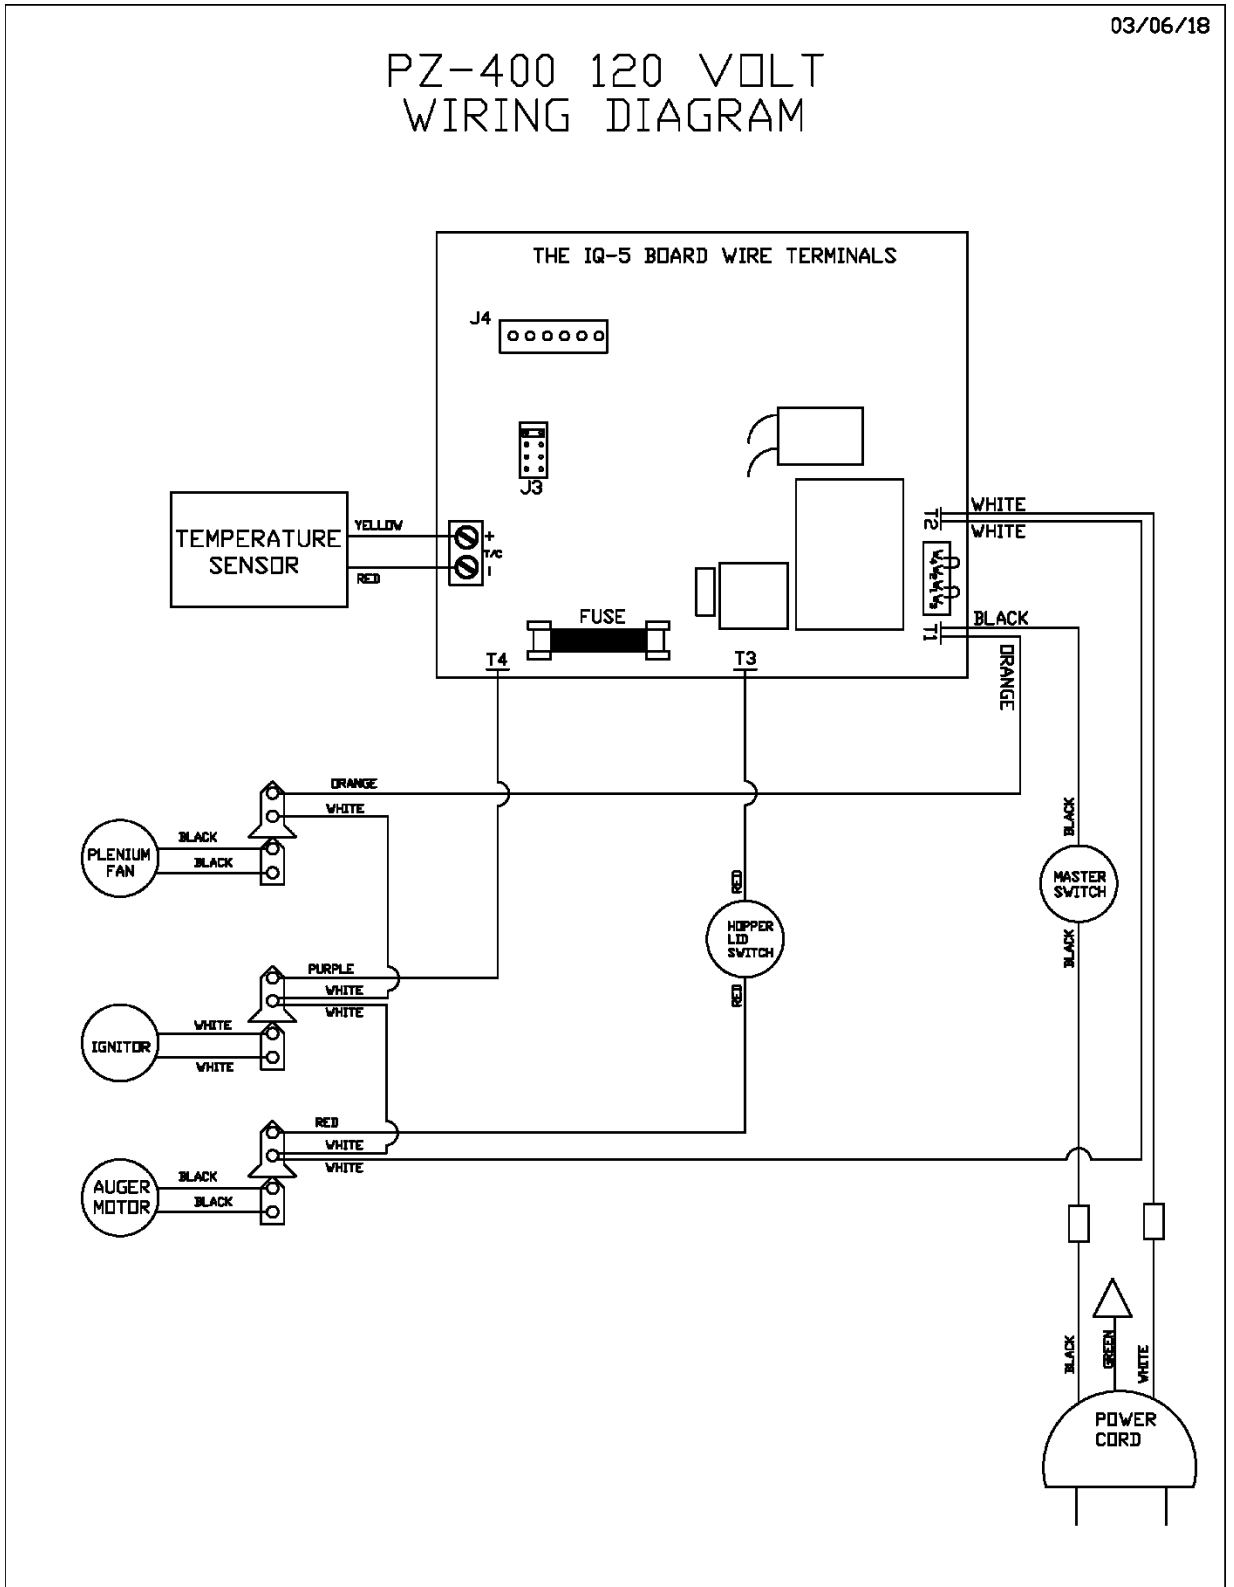 03/06/18
PZ-400 120 VOLT
WIRING DIAGRAM
THE IQ-5 BOARD WIRE TERMINALS
J4
J3
TEMPERATURE
SENSOR
YELLOW
RED
+
T/C
-
FUSE
T4
T3
T2
WHITE
WHITE
T1
BLACK
ORANGE
ORANGE
WHITE
PLENIUM
FAN
BLACK
BLACK
BLACK
MASTER
SWITCH
BLACK
RED
HOPPER
LID
SWITCH
RED
PURPLE
WHITE
WHITE
IGNITOR
WHITE
WHITE
RED
WHITE
WHITE
AUGER
MOTOR
BLACK
BLACK
BLACK
GREEN
WHITE
POWER
CORD